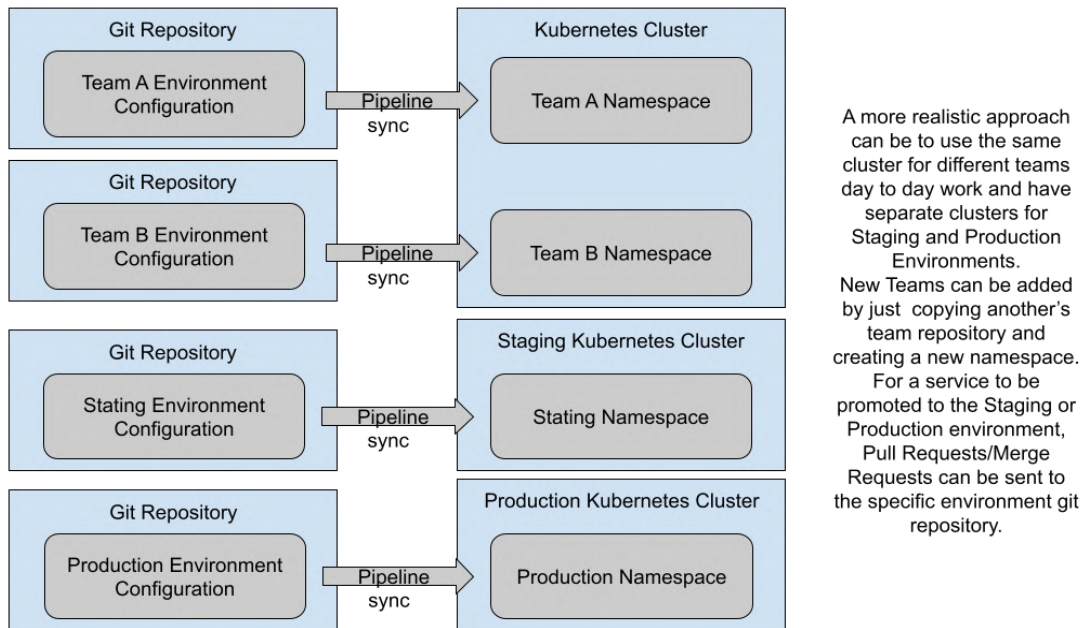 Git Repository
Team A Environment
Configuration
Pipeline
sync
Kubernetes Cluster
Team A Namespace
Git Repository
Team B Environment
Configuration
Pipeline
sync
Team B Namespace
Git Repository
Stating Environment
Configuration
Pipeline
sync
Staging Kubernetes Cluster
Stating Namespace
Git Repository
Production Environment
Configuration
Pipeline
sync
Production Kubernetes Cluster
Production Namespace
A more realistic approach
can be to use the same
cluster for different teams
day to day work and have
separate clusters for
Staging and Production
Environments.
New Teams can be added
by just copying another’s
team repository and
creating a new namespace.
For a service to be
promoted to the Staging or
Production environment,
Pull Requests/Merge
Requests can be sent to
the specific environment git
repository.